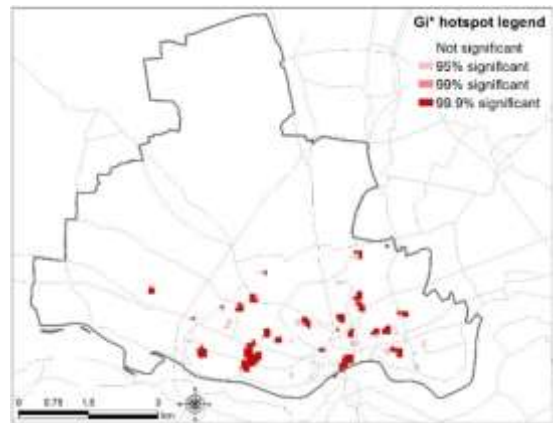 Gi* hotspot legend
Not significant
95% significant
99% significant
99.9% significant
0 0.75 1.5 3
km